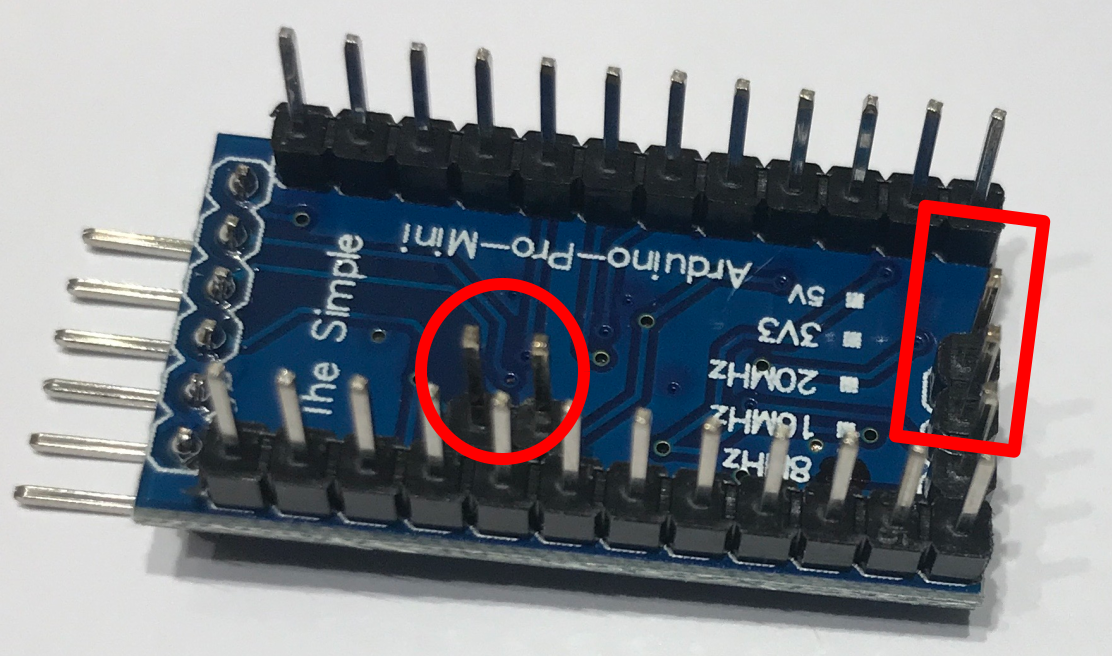 Arduino-Pro-Mini
The Simple
5v
3V3
20MHz
16MHz
8MHz